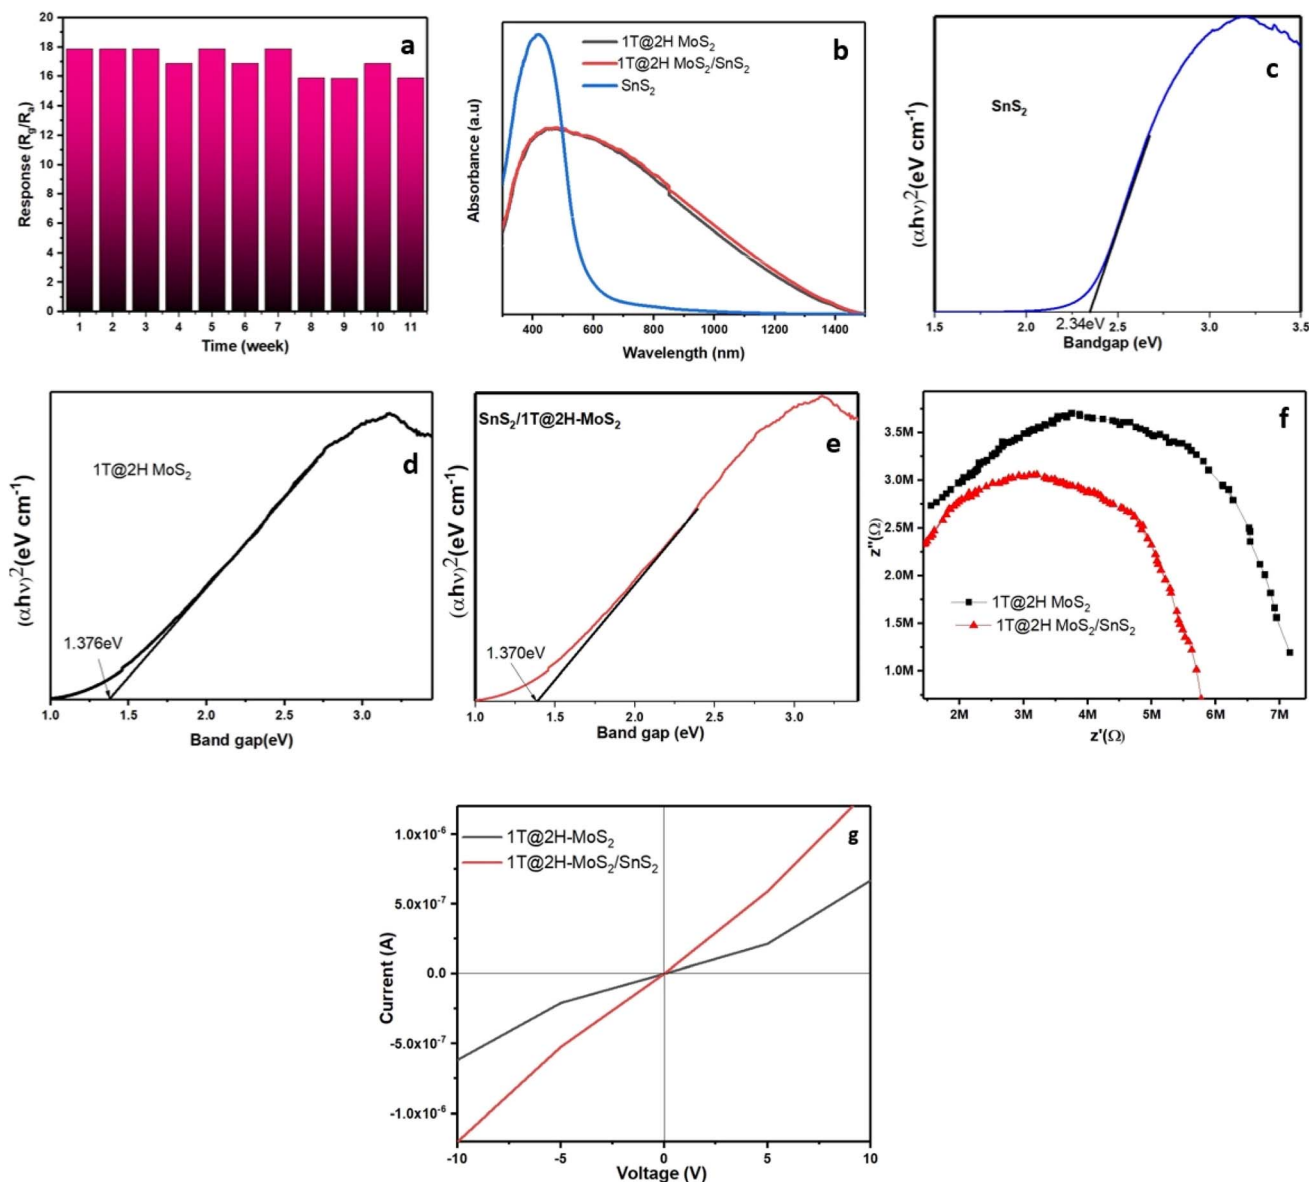 a
Response (R_g/R_a)
20
18
16
14
12
10
8
6
4
2
0
1 2 3 4 5 6 7 8 9 10 11
Time (week)
b
1T@2H MoS₂
1T@2H MoS₂/SnS₂
SnS₂
Absorbance (a.u)
400 600 800 1000 1200 1400
Wavelength (nm)
c
SnS₂
(αhν)²(eV cm⁻¹)
2.34eV
1.5 2.0 2.5 3.0 3.5
Bandgap (eV)
d
1T@2H MoS₂
(αhν)²(eV cm⁻¹)
1.376eV
1.0 1.5 2.0 2.5 3.0
Band gap(eV)
e
SnS₂/1T@2H-MoS₂
(αhν)²(eV cm⁻¹)
1.370eV
1.0 1.5 2.0 2.5 3.0
Band gap (eV)
f
z''(Ω)
3.5M
3.0M
2.5M
2.0M
1.5M
1.0M
1T@2H MoS₂
1T@2H MoS₂/SnS₂
2M 3M 4M 5M 6M 7M
z'(Ω)
g
1T@2H-MoS₂
1T@2H-MoS₂/SnS₂
Current (A)
1.0x10⁻⁶
5.0x10⁻⁷
0.0
-5.0x10⁻⁷
-1.0x10⁻⁶
-10 -5 0 5 10
Voltage (V)